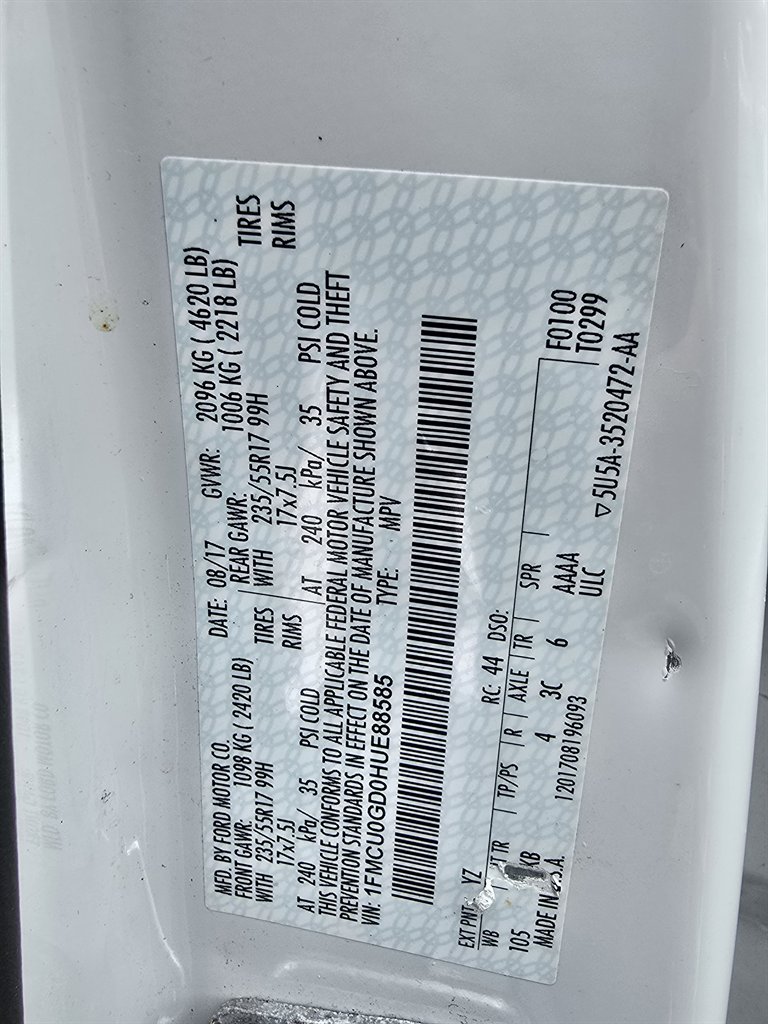 MFD. BY FORD MOTOR CO.
DATE: 08/17 GVWR: 2096 KG ( 4620 LB)
FRONT GAWR: 1098 KG ( 2420 LB) REAR GAWR: 1006 KG ( 2218 LB)
WITH 235/55R17 99H TIRES WITH 235/55R17 99H TIRES
17x7.5J RIMS 17x7.5J RIMS
AT 240 kPa/ 35 PSI COLD AT 240 kPa/ 35 PSI COLD
THIS VEHICLE CONFORMS TO ALL APPLICABLE FEDERAL MOTOR VEHICLE SAFETY AND THEFT
PREVENTION STANDARDS IN EFFECT ON THE DATE OF MANUFACTURE SHOWN ABOVE.
VIN: 1FMCU0GD0HUE88585 TYPE: MPV
EXT PNT: YZ RC: 44 DSO:
WB TR TP/PS R AXLE TR SPR F0100
105 KB 4 3C 6 AAAA T0299
MADE IN U.S.A. 1201708196093 ULC ▽5U5A-3520472-AA